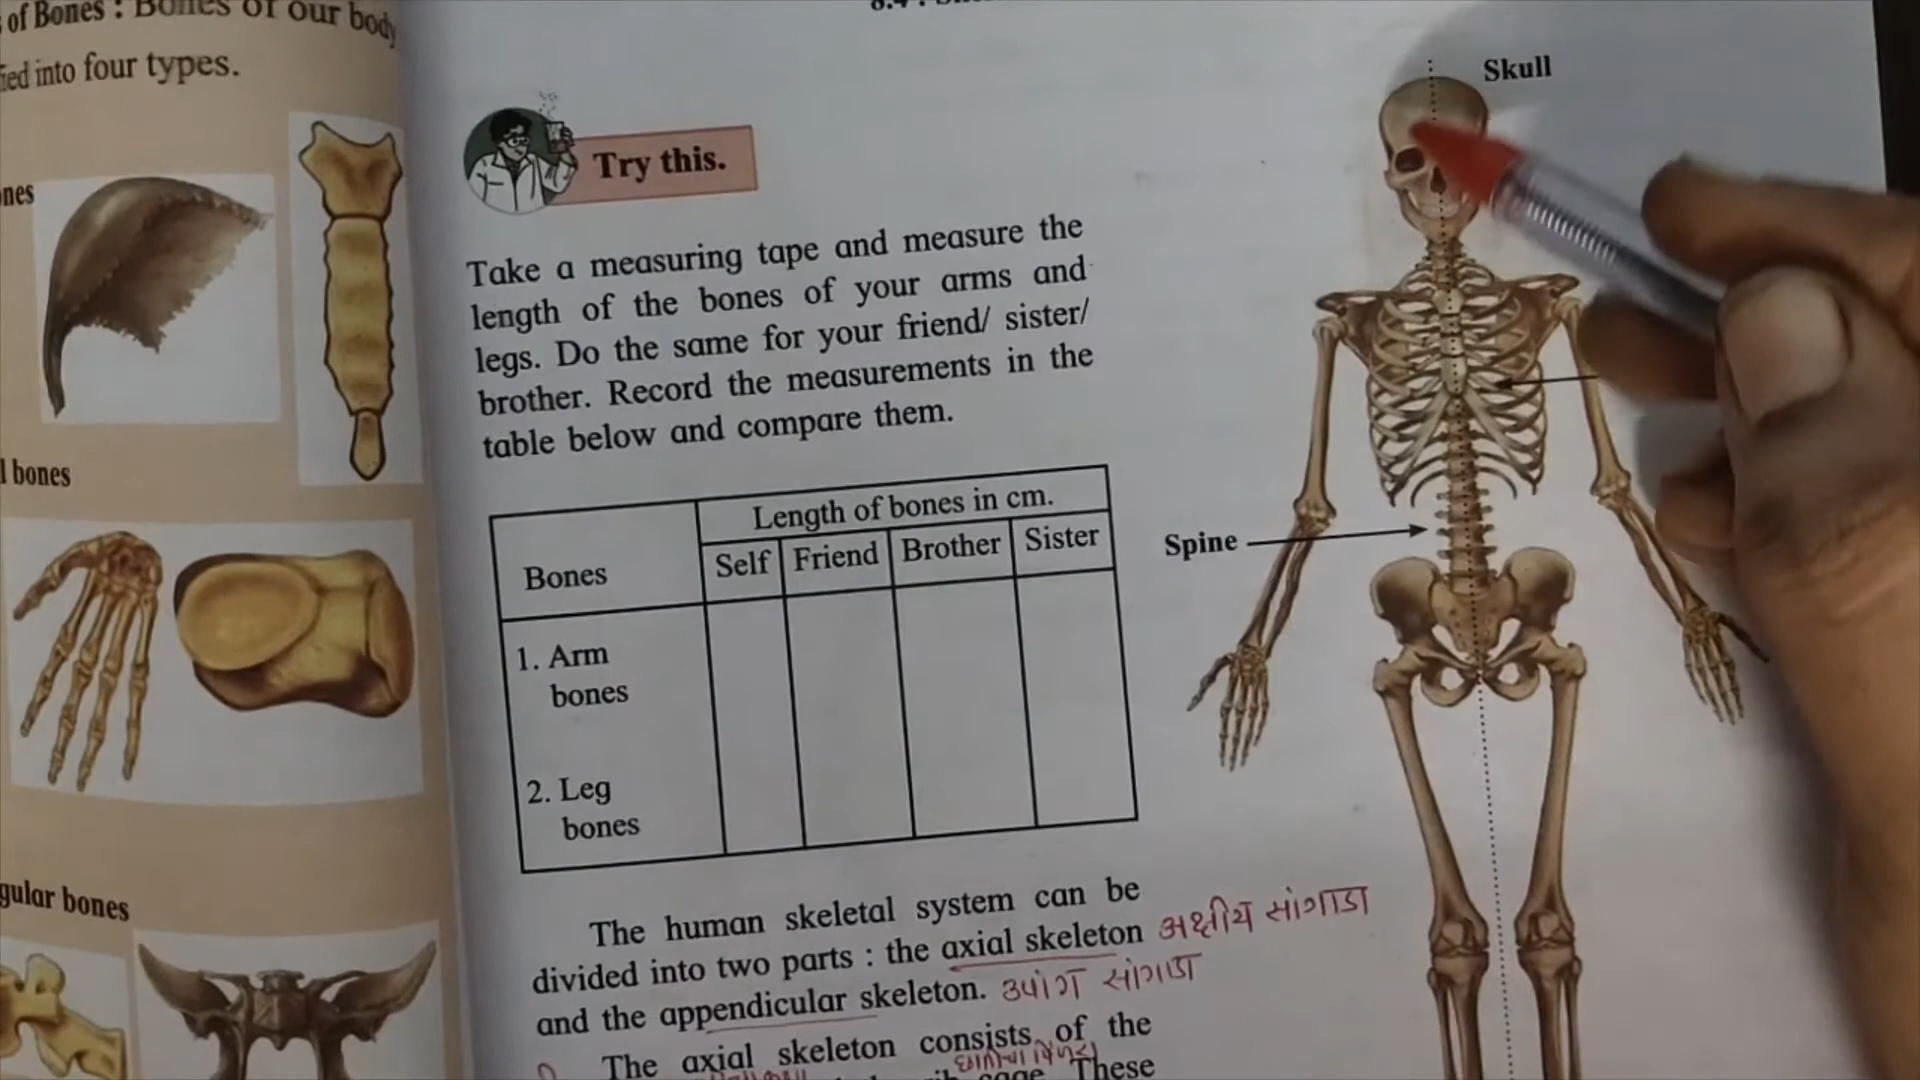 of Bones : Bones of our body
into four types.
bones
Try this.
Take a measuring tape and measure the
length of the bones of your arms and
legs. Do the same for your friend/ sister/
brother. Record the measurements in the
table below and compare them.
Bones
Length of bones in cm.
Self Friend Brother Sister
1. Arm
bones
2. Leg
bones
The human skeletal system can be
divided into two parts : the axial skeleton अक्षीय सांगाडा
and the appendicular skeleton. उपांग सांगाडा
The axial skeleton consists of the
cage. These
Skull
Spine
bones